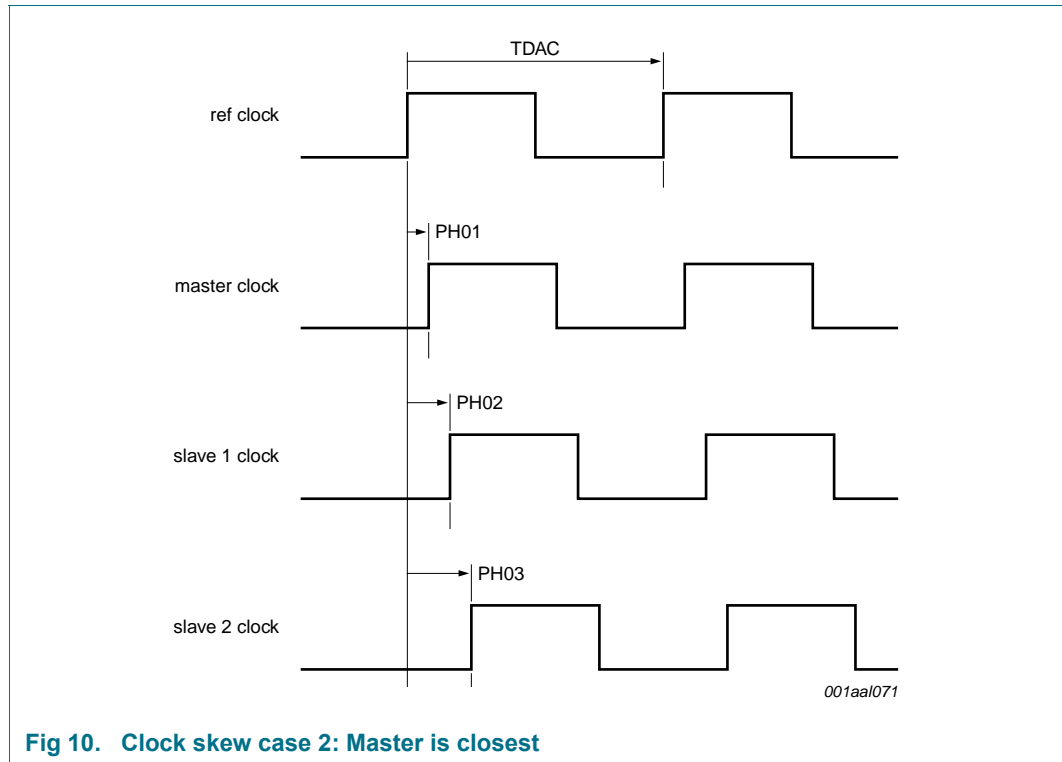 TDAC
ref clock
PH01
master clock
PH02
slave 1 clock
PH03
slave 2 clock
001aal071
Fig 10. Clock skew case 2: Master is closest